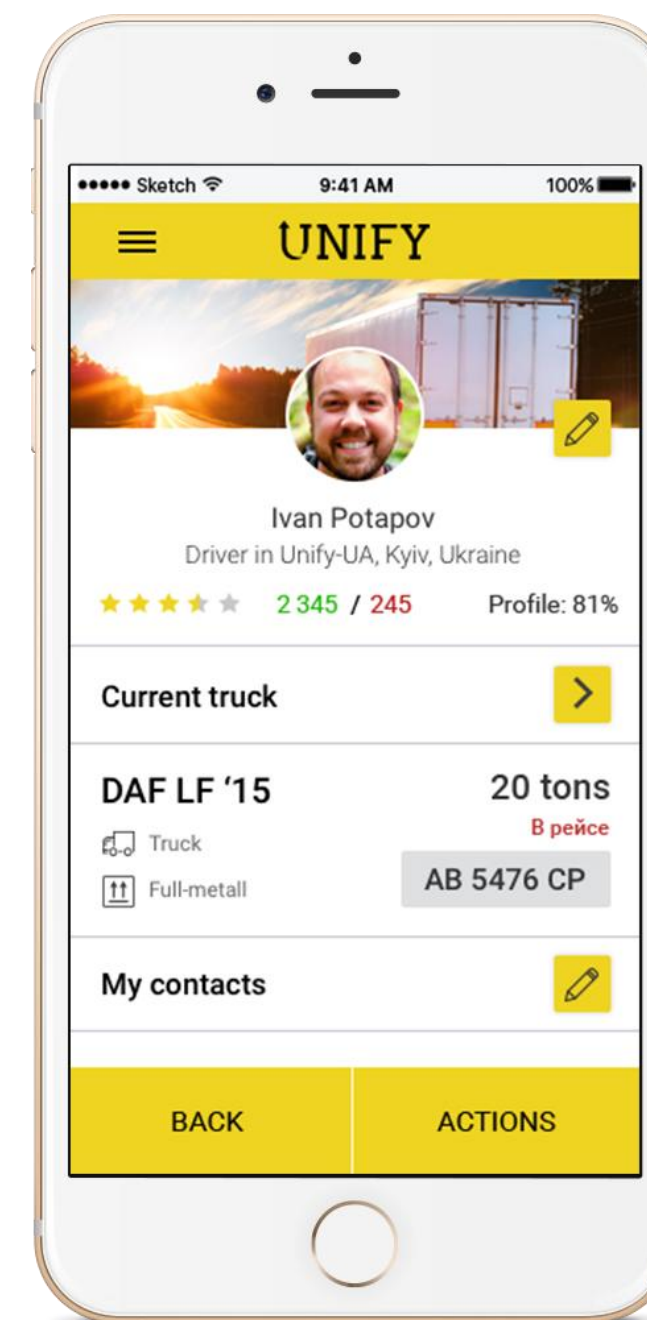 ●●●●● Sketch 9:41 AM 100%
UNIFY
Ivan Potapov
Driver in Unify-UA, Kyiv, Ukraine
2 345 / 245 Profile: 81%
Current truck
DAF LF ‘15 20 tons
В рейсе
Truck
AB 5476 CP
Full-metall
My contacts
BACK ACTIONS